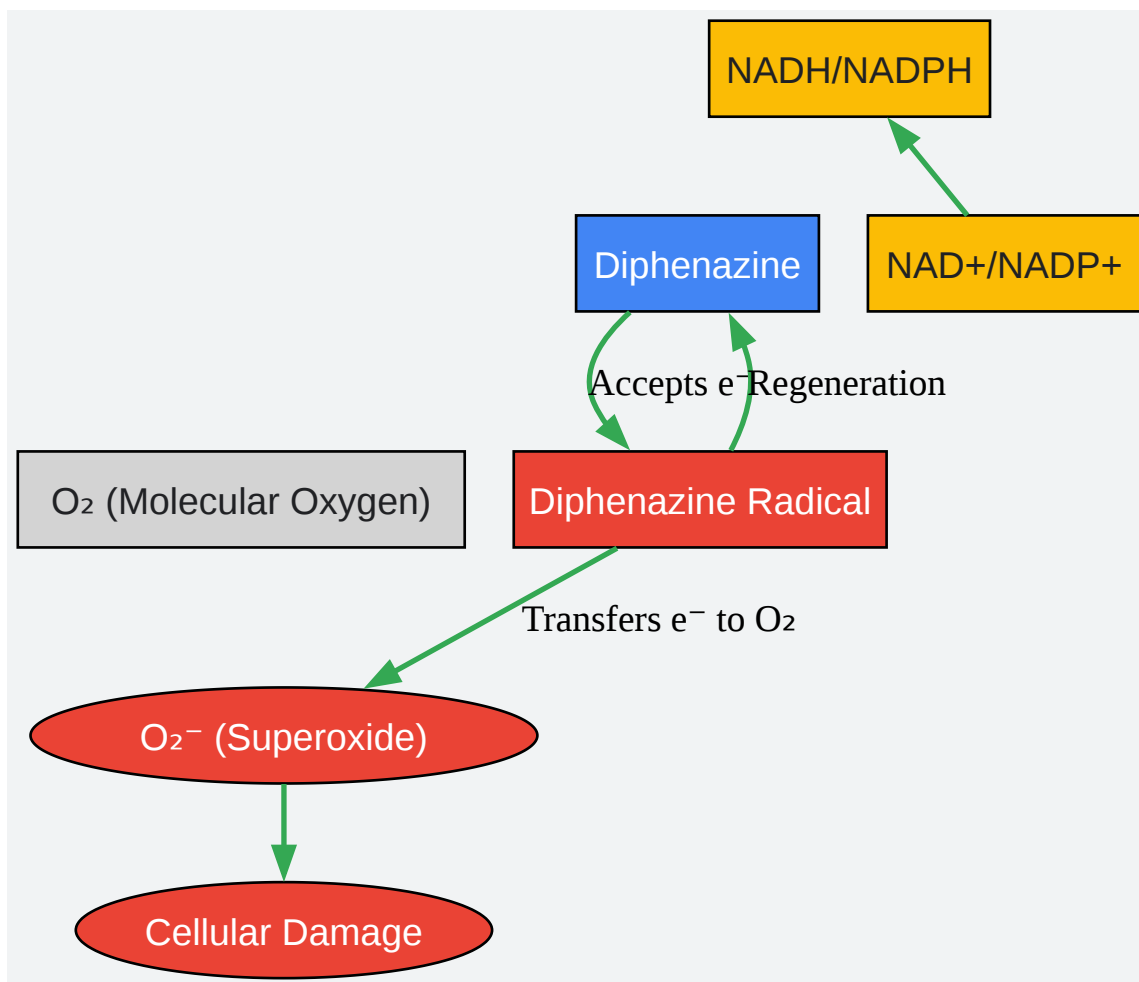 NADH/NADPH
Diphenazine
NAD+/NADP+
Accepts e⁻
Regeneration
O₂ (Molecular Oxygen)
Diphenazine Radical
Transfers e⁻ to O₂
O₂⁻ (Superoxide)
Cellular Damage